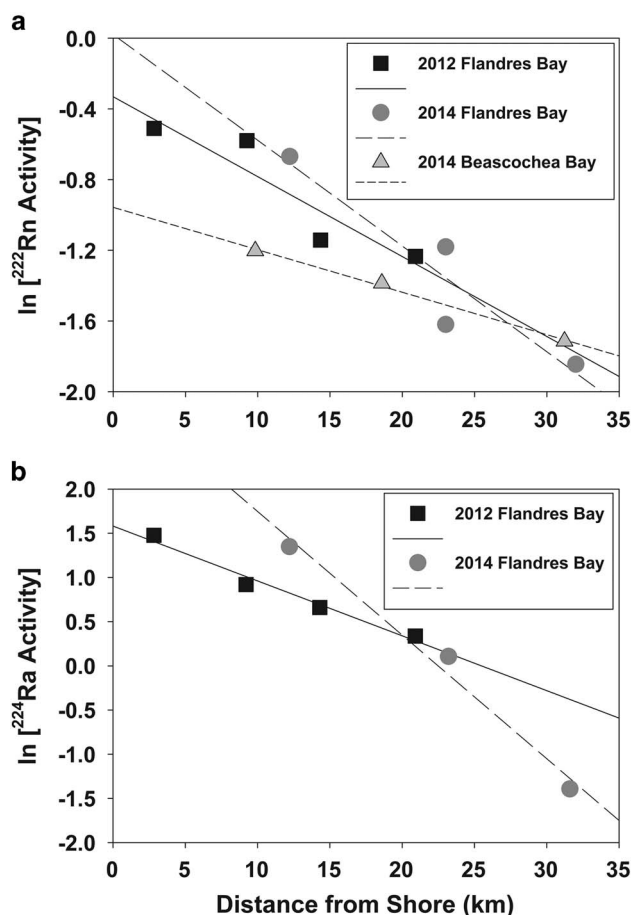 a
0.0
-0.4
-0.8
-1.2
-1.6
-2.0
ln [²²²Rn Activity]
2012 Flandres Bay
2014 Flandres Bay
2014 Beascochea Bay
0 5 10 15 20 25 30 35
b
2.0
1.5
1.0
0.5
0.0
-0.5
-1.0
-1.5
-2.0
ln [²²⁴Ra Activity]
2012 Flandres Bay
2014 Flandres Bay
0 5 10 15 20 25 30 35
Distance from Shore (km)